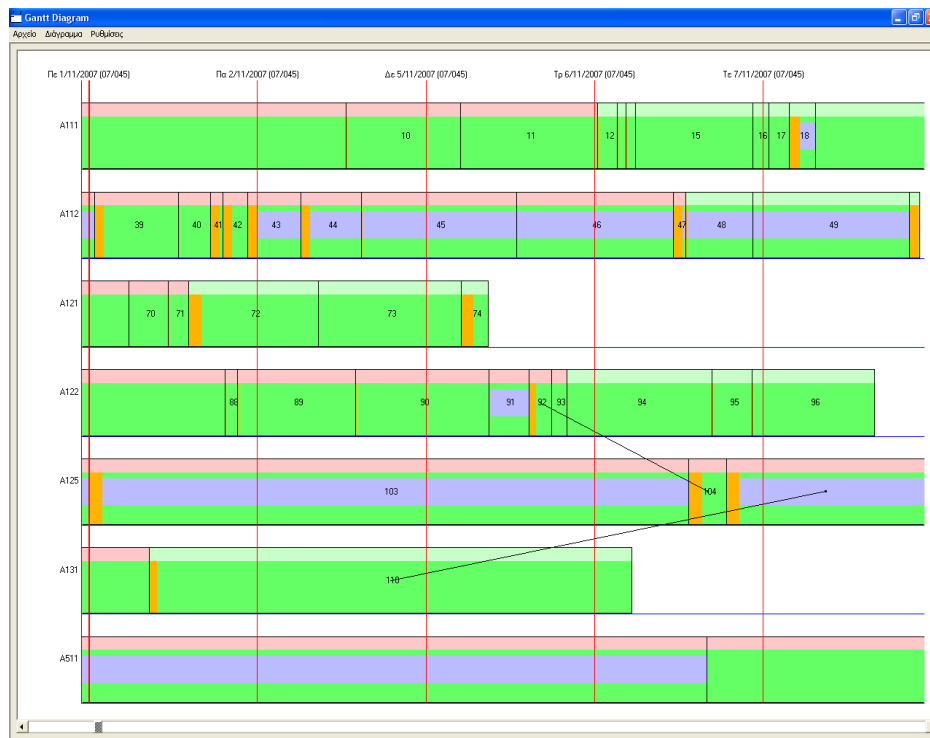 Gantt Diagram
Αρχείο Διάγραμμα Ρυθμίσεις
Πε 1/11/2007 (07/045) Πα 2/11/2007 (07/045) Δε 5/11/2007 (07/045) Τρ 6/11/2007 (07/045) Τε 7/11/2007 (07/045)
A111 10 11 12 15 16 17 18
A112 39 40 41 42 43 44 45 46 47 48 49
A121 70 71 72 73 74
A122 88 89 90 91 92 93 94 95 96
A125 103 104
A131 110
A511